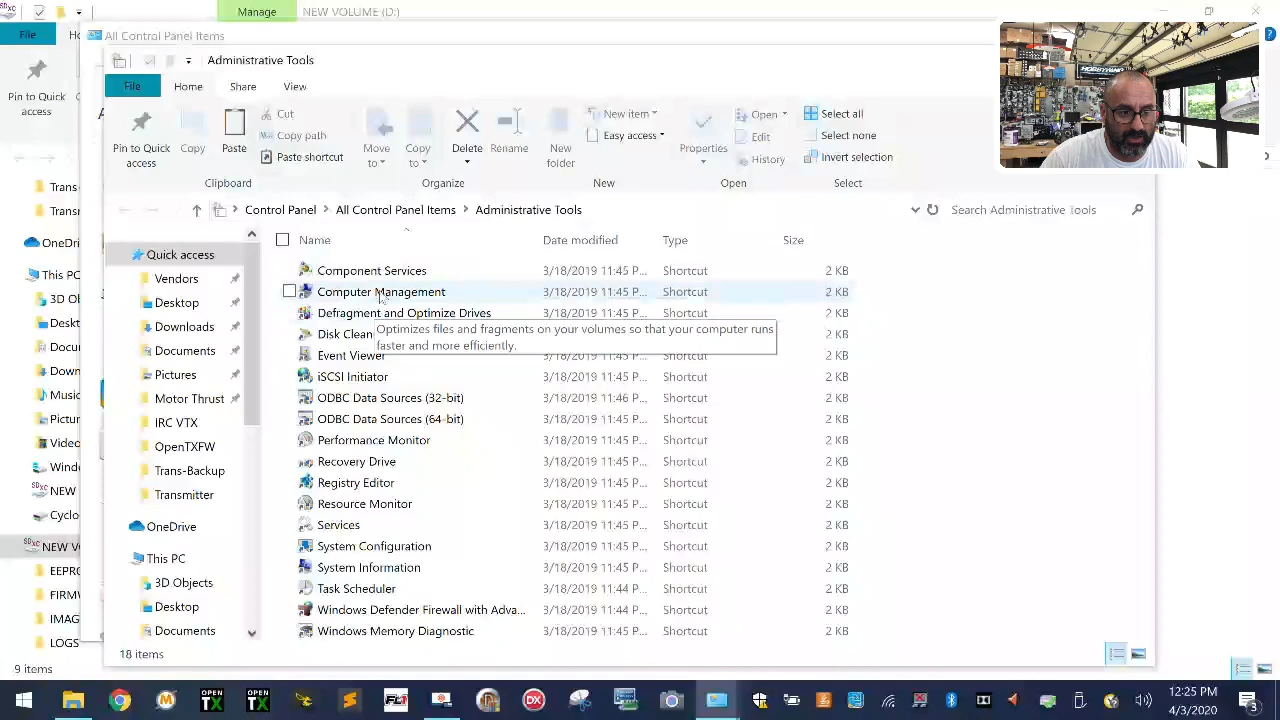 Manage
NEW VOLUME (D:)
File
All Control Panel Items
Administrative Tools
File
Home
Share
View
Pin to Quick access
Pin to Quick access
Copy
Paste
Cut
Copy path
Paste shortcut
Move to
Copy to
Delete
Rename
New folder
New item
Easy access
Properties
Open
Edit
History
Select all
Select none
Invert selection
Clipboard
Organize
New
Open
Select
Control Panel
All Control Panel Items
Administrative Tools
Search Administrative Tools
Name
Date modified
Type
Size
Component Services 3/18/2019 11:45 P... Shortcut 2 KB
Computer Management 3/18/2019 11:45 P... Shortcut 2 KB
Defragment and Optimize Drives 3/18/2019 11:45 P... Shortcut 2 KB
Disk Clean
Optimizes files and fragments on your volumes so that your computer runs
faster and more efficiently.
Event Viewer 3/18/2019 11:45 P... Shortcut 2 KB
iSCSI Initiator 3/18/2019 11:45 P... Shortcut 2 KB
ODBC Data Sources (32-bit) 3/18/2019 11:46 P... Shortcut 2 KB
ODBC Data Sources (64-bit) 3/18/2019 11:45 P... Shortcut 2 KB
Performance Monitor 3/18/2019 11:45 P... Shortcut 2 KB
Recovery Drive 3/18/2019 11:45 P... Shortcut 2 KB
Registry Editor 3/18/2019 11:45 P... Shortcut 2 KB
Resource Monitor 3/18/2019 11:45 P... Shortcut 2 KB
Services 3/18/2019 11:45 P... Shortcut 2 KB
System Configuration 3/18/2019 11:45 P... Shortcut 2 KB
System Information 3/18/2019 11:45 P... Shortcut 2 KB
Task Scheduler 3/18/2019 11:44 P... Shortcut 2 KB
Windows Defender Firewall with Adva... 3/18/2019 11:44 P... Shortcut 2 KB
Windows Memory Diagnostic 3/18/2019 11:45 P... Shortcut 2 KB
Quick access
Vendors
Desktop
Downloads
Documents
Pictures
Motor Thrust
IRC VTX
OpenTXFW
Trans-Backup
Transmitter
OneDrive
This PC
3D Objects
Desktop
Documents
18 items
Trans
Trans
OneDri
This PC
3D Ob
Deskt
Docu
Down
Music
Pictur
Video
Windo
NEW
Cyclo
NEW VO
EEPR
FIRM
IMAG
LOGS
9 items
OPEN TX
OPEN TX
12:25 PM
4/3/2020
3